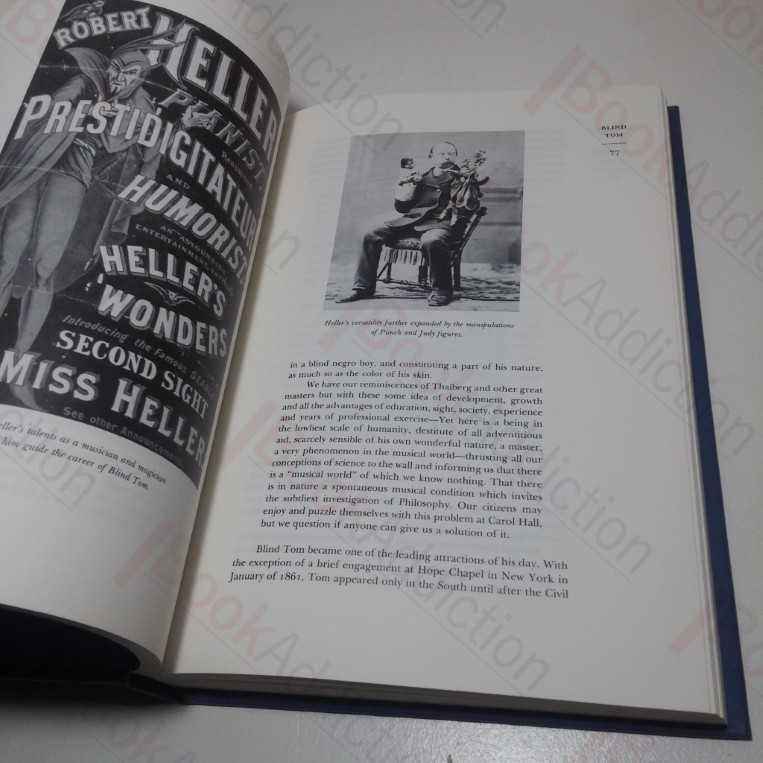 ROBERT
HELLER
PIANIST,
PRESTIDIGITATEUR
AND
HUMORIST.
AN ASTOUNDING
ENTERTAINMENT
HELLER'S
WONDERS
Introducing the famous
SECOND SIGHT
MISS HELLER
See other Announcements
eller's talents as a musician and magician
him guide the career of Blind Tom.
BLIND
TOM
77
Heller's versatility further expanded by the manipulations
of Punch and Judy figures.
in a blind negro boy, and constituting a part of his nature,
as much so as the color of his skin.
We have our reminiscences of Thalberg and other great
masters but with these some idea of development, growth
and all the advantages of education, sight, society, experience
and years of professional exercise—Yet here is a being in
the lowliest scale of humanity, destitute of all adventitious
aid, scarcely sensible of his own wonderful nature, a master,
a very phenomenon in the musical world—thrusting all our
conceptions of science to the wall and informing us that there
is a "musical world" of which we know nothing. That there
is in nature a spontaneous musical condition which invites
the subtliest investigation of Philosophy. Our citizens may
enjoy and puzzle themselves with this problem at Carol Hall,
but we question if anyone can give us a solution of it.
Blind Tom became one of the leading attractions of his day. With
the exception of a brief engagement at Hope Chapel in New York in
January of 1861, Tom appeared only in the South until after the Civil
BookAddiction